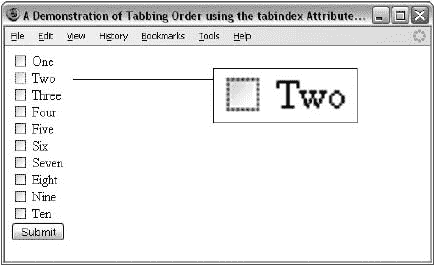 A Demonstration of Tabbing Order using the tabindex Attribute...
File Edit View History Bookmarks Tools Help
One
Two
Two
Three
Four
Five
Six
Seven
Eight
Nine
Ten
Submit